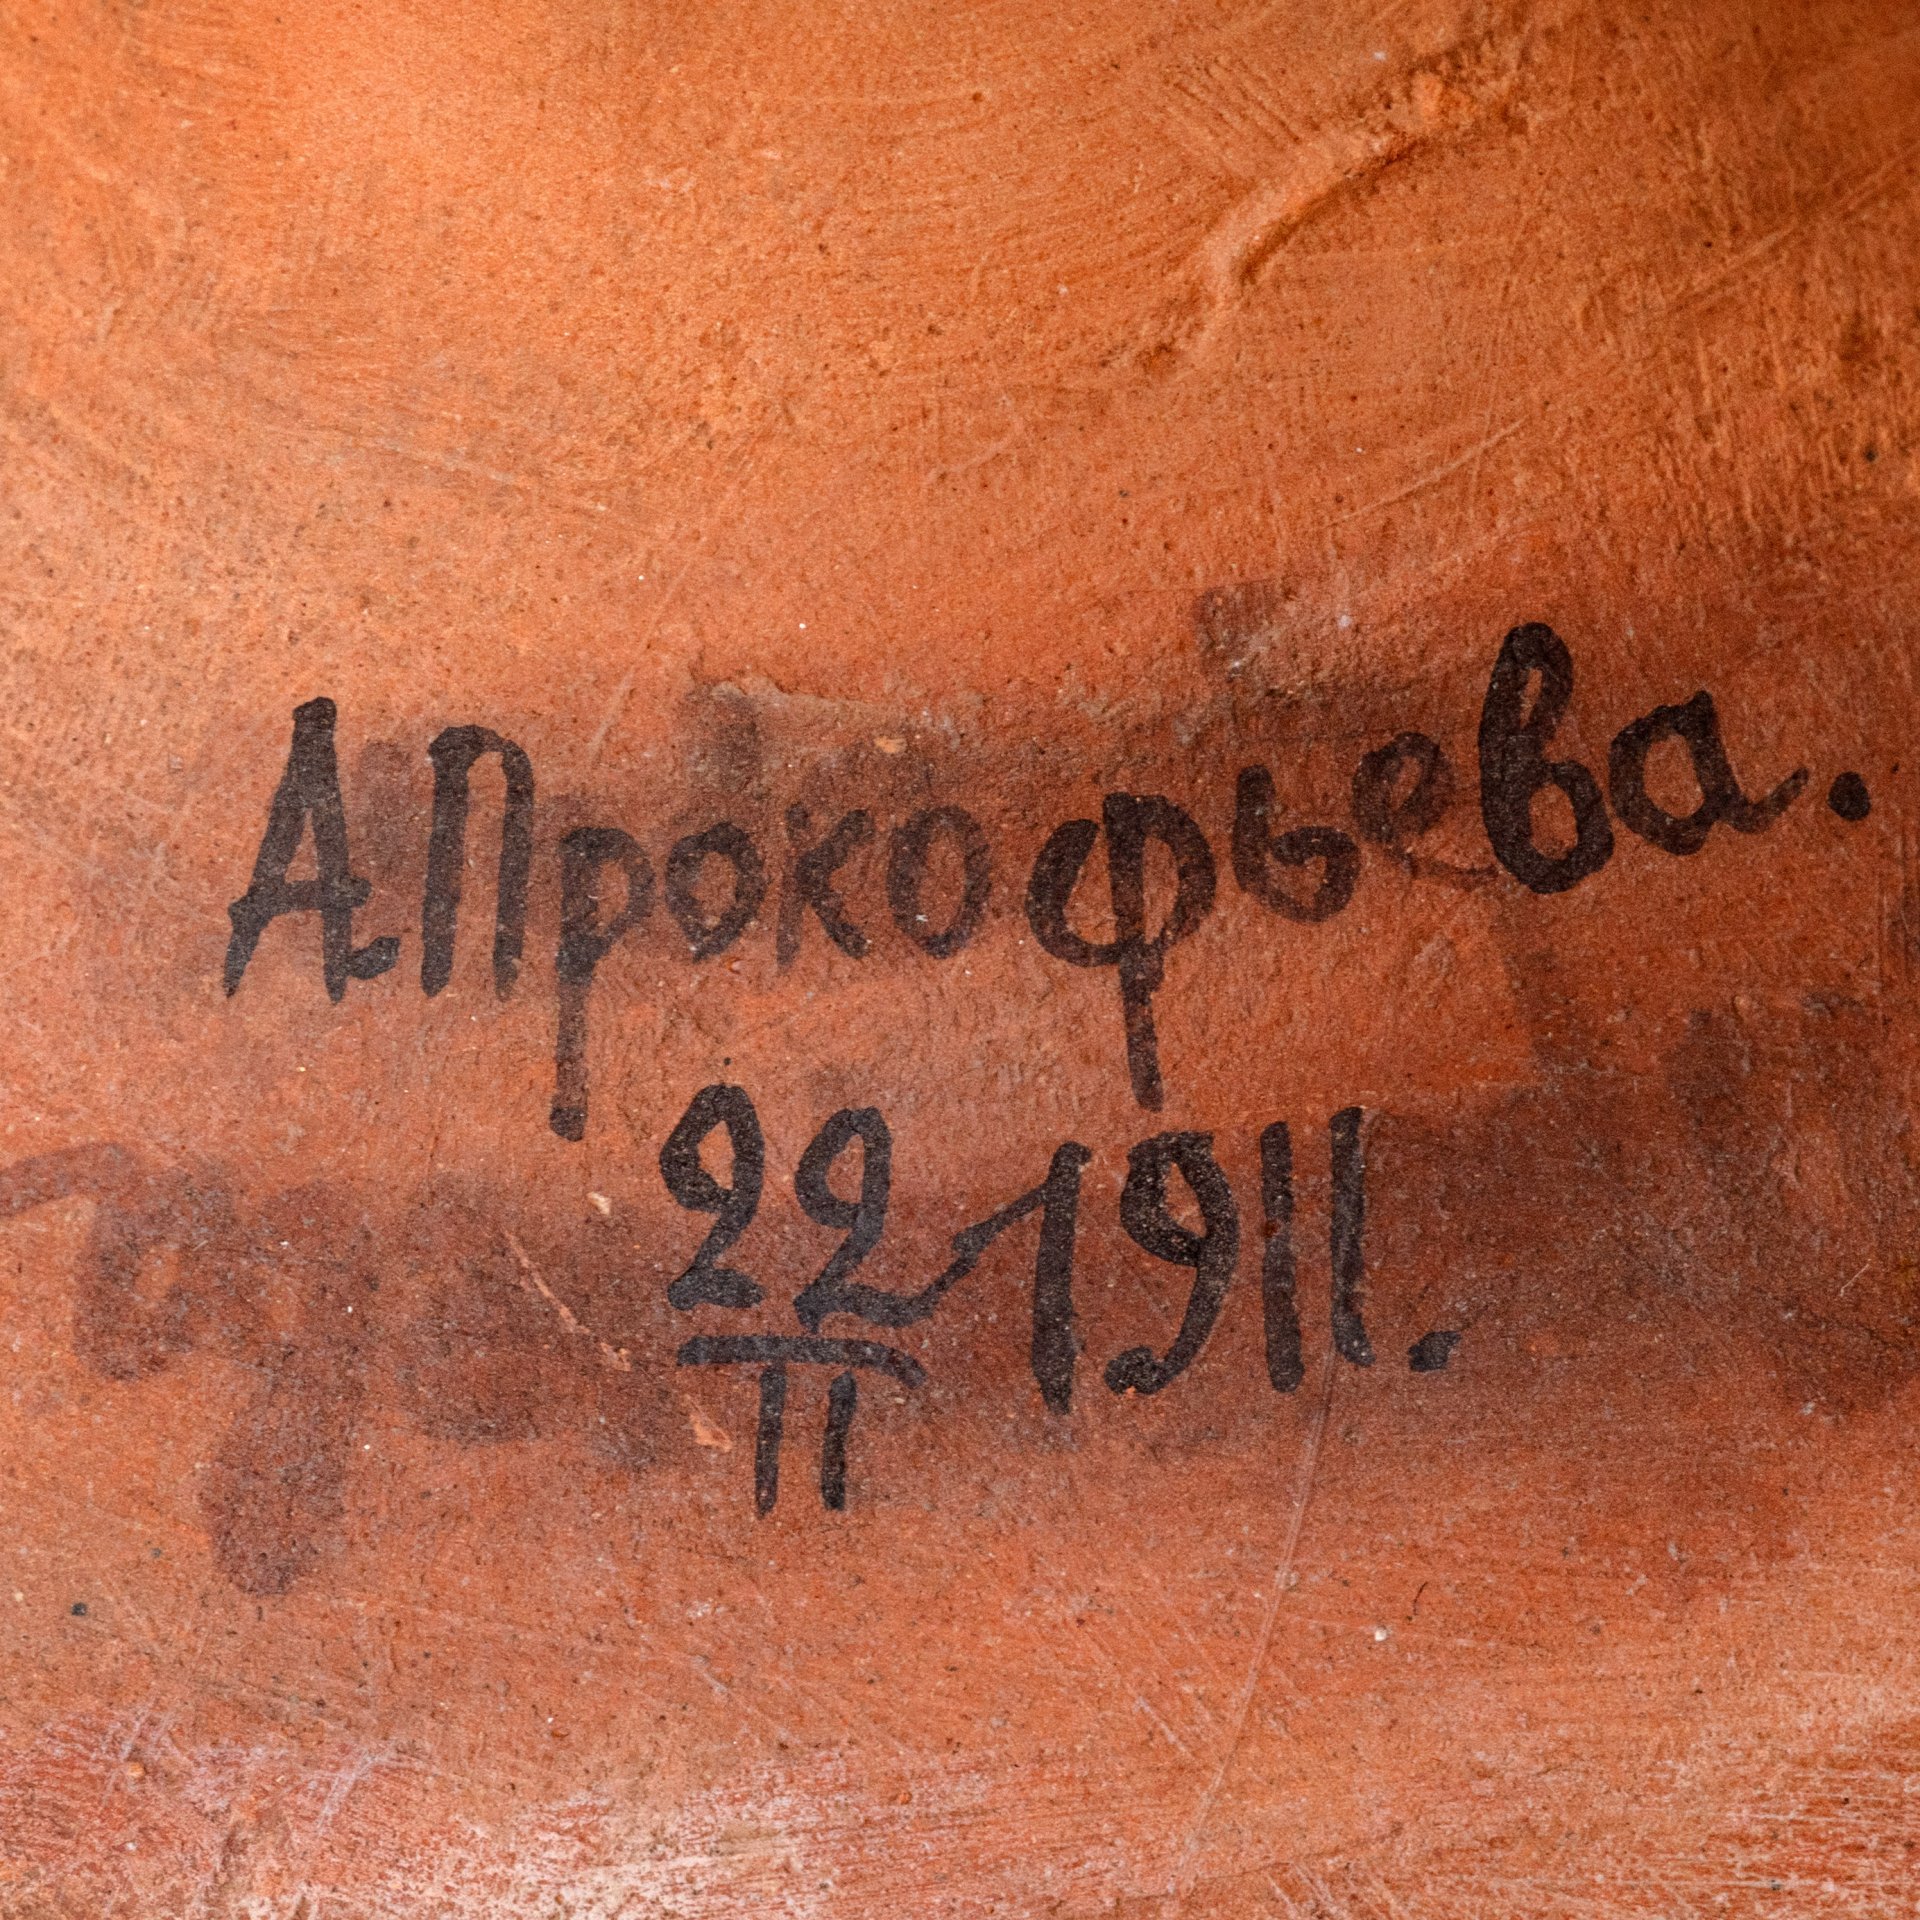 А Прокофьева.
22 1911.
II